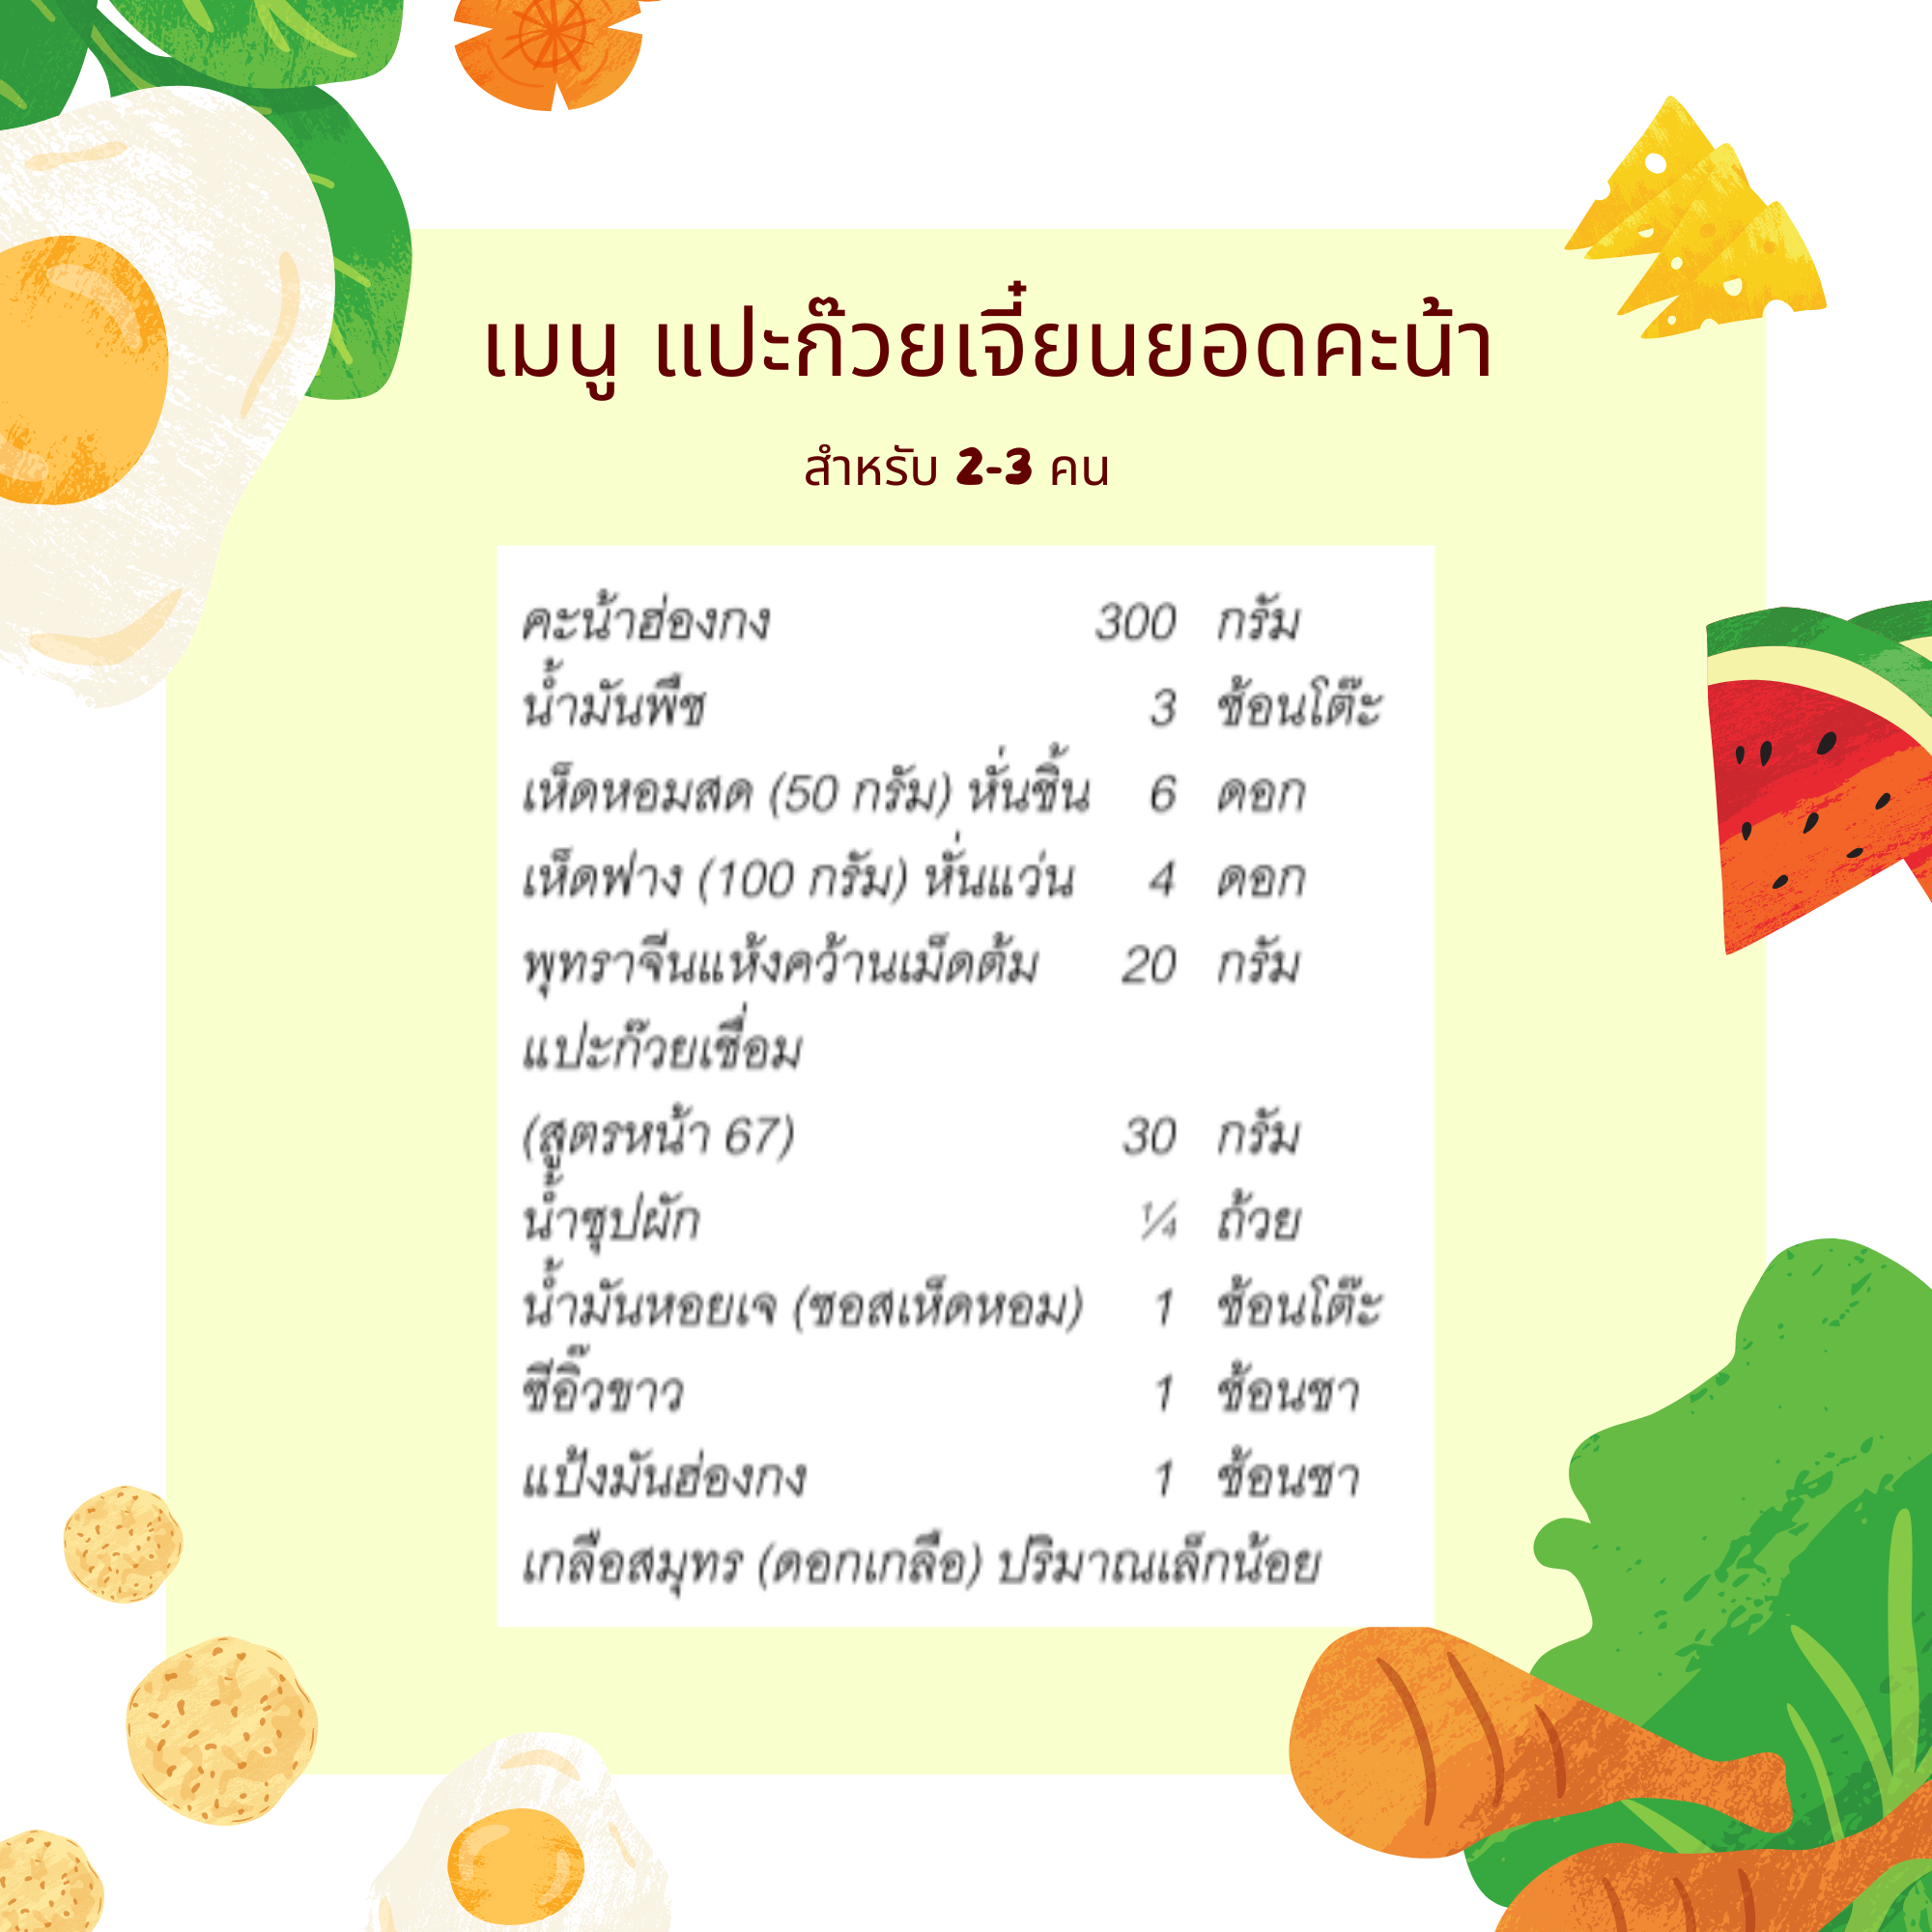 เมนู แปะก๊วยเจี๋ยนยอดคะน้า
สำหรับ 2-3 คน
คะน้าฮ่องกง 300 กรัม
น้ำมันพืช 3 ช้อนโต๊ะ
เห็ดหอมสด (50 กรัม) หั่นชิ้น 6 ดอก
เห็ดฟาง (100 กรัม) หั่นแว่น 4 ดอก
พุทราจีนแห้งคว้านเม็ดต้ม 20 กรัม
แปะก๊วยเชื่อม
(สูตรหน้า 67) 30 กรัม
น้ำซุปผัก ¼ ถ้วย
น้ำมันหอยเจ (ซอสเห็ดหอม) 1 ช้อนโต๊ะ
ซีอิ๊วขาว 1 ช้อนชา
แป้งมันฮ่องกง 1 ช้อนชา
เกลือสมุทร (ดอกเกลือ) ปริมาณเล็กน้อย